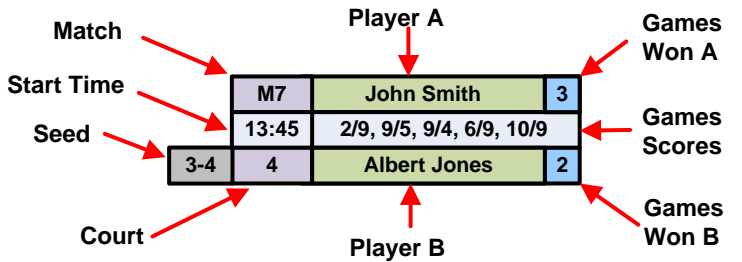 Player A
Match
Games
Won A
Start Time
M7 John Smith 3
13:45 2/9, 9/5, 9/4, 6/9, 10/9
Games
Scores
Seed
3-4 4 Albert Jones 2
Court
Player B
Games
Won B